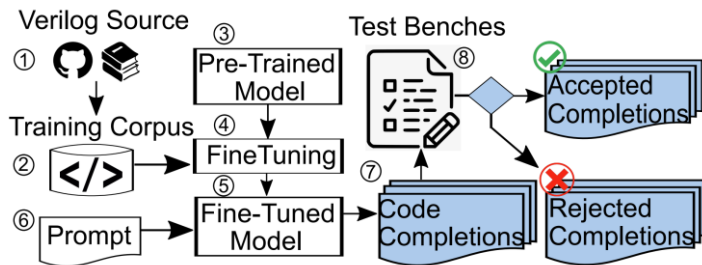 Verilog Source
①
Training Corpus
②
</>
③
Pre-Trained
Model
④
FineTuning
⑤
Fine-Tuned
Model
⑥
Prompt
⑦
Code
Completions
Test Benches
⑧
Accepted
Completions
Rejected
Completions